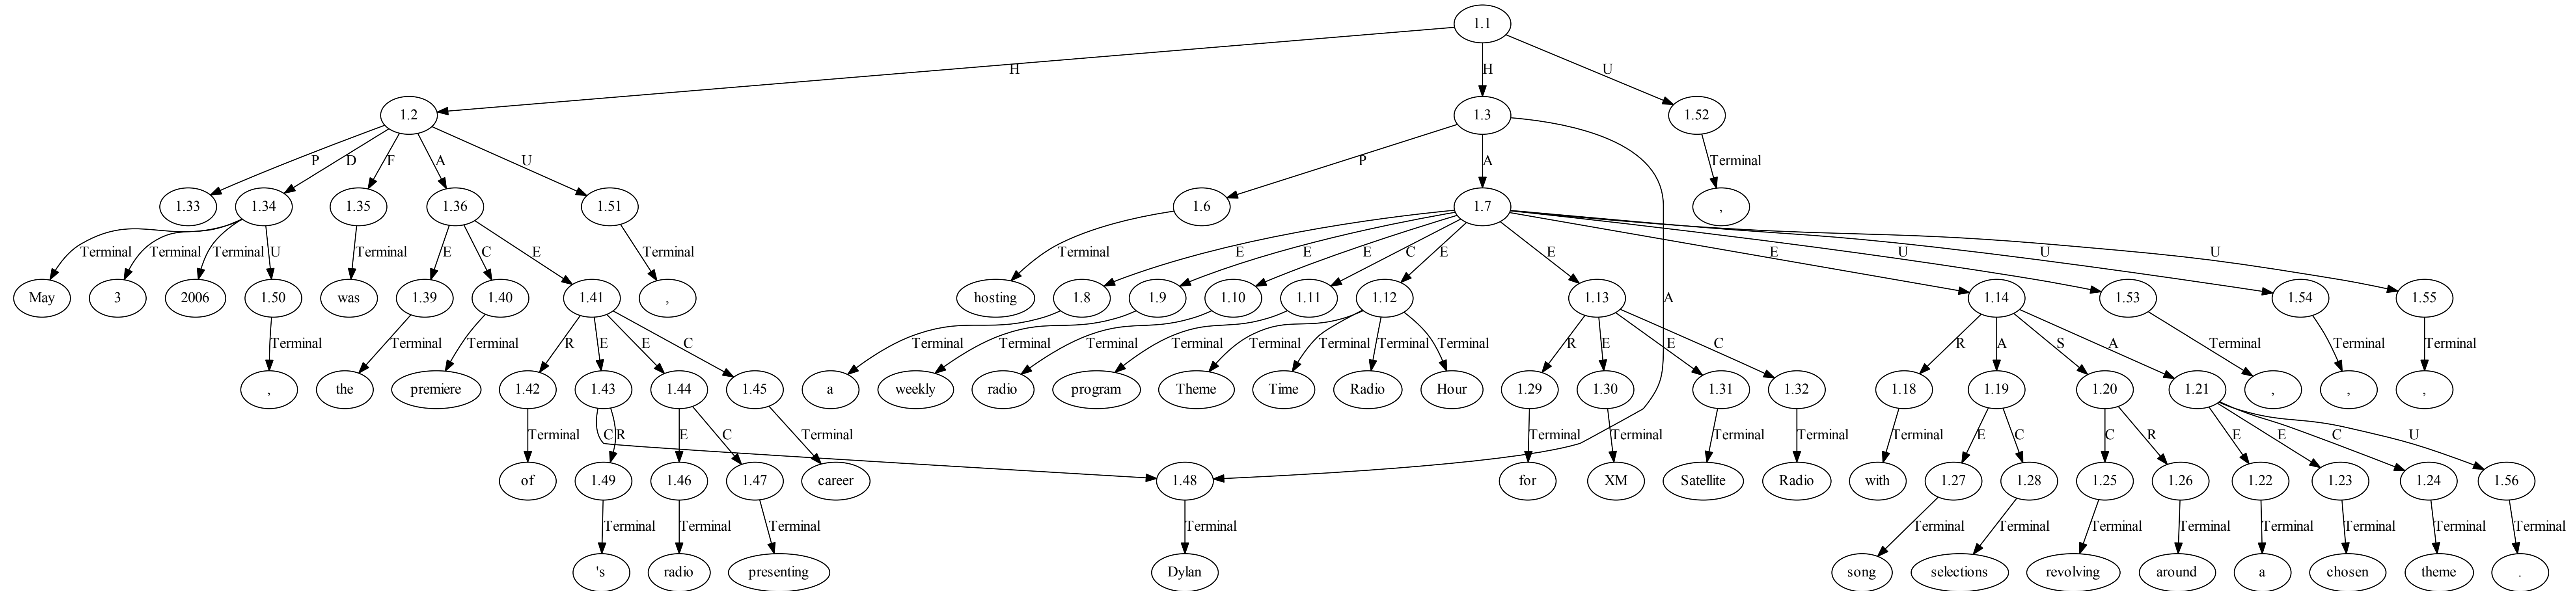 1.1
H H U
1.2 1.3 1.52
P D F A U P A Terminal
1.33 1.34 1.35 1.36 1.51 1.6 1.7 ,
Terminal Terminal Terminal U Terminal E C E Terminal Terminal E E E C E E E U U U A
May 3 2006 1.50 was 1.39 1.40 1.41 , hosting 1.8 1.9 1.10 1.11 1.12 1.13 1.14 1.53 1.54 1.55
Terminal Terminal Terminal R E E C Terminal Terminal Terminal Terminal Terminal Terminal Terminal Terminal R E E C R A S A Terminal Terminal Terminal
, the premiere 1.42 1.43 1.44 1.45 a weekly radio program Theme Time Radio Hour 1.29 1.30 1.31 1.32 1.18 1.19 1.20 1.21 , , ,
Terminal C R E C Terminal Terminal Terminal Terminal Terminal Terminal E C C R E E C U
of 1.49 1.46 1.47 career 1.48 for XM Satellite Radio with 1.27 1.28 1.25 1.26 1.22 1.23 1.24 1.56
Terminal Terminal Terminal Terminal Terminal Terminal Terminal Terminal Terminal Terminal Terminal Terminal
's radio presenting Dylan song selections revolving around a chosen theme .